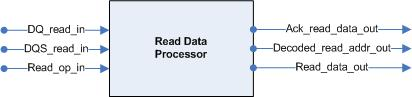 DQ_read_in
DQS_read_in
Read_op_in
Read Data
Processor
Ack_read_data_out
Decoded_read_addr_out
Read_data_out